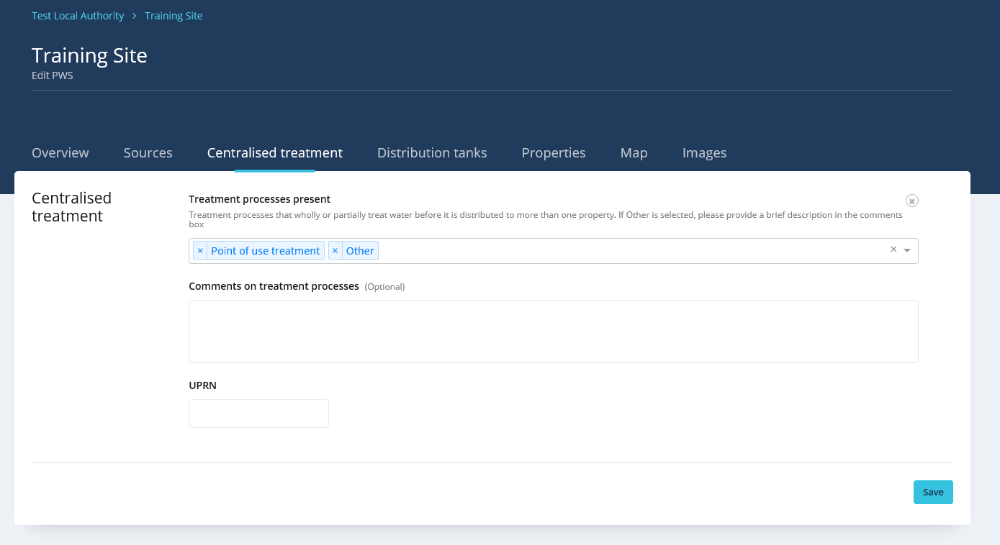 Test Local Authority > Training Site
Training Site
Edit PWS
Overview Sources Centralised treatment Distribution tanks Properties Map Images
Centralised
treatment
Treatment processes present
Treatment processes that wholly or partially treat water before it is distributed to more than one property. If Other is selected, please provide a brief description in the comments
box
× Point of use treatment × Other ×
Comments on treatment processes (Optional)
UPRN
Save